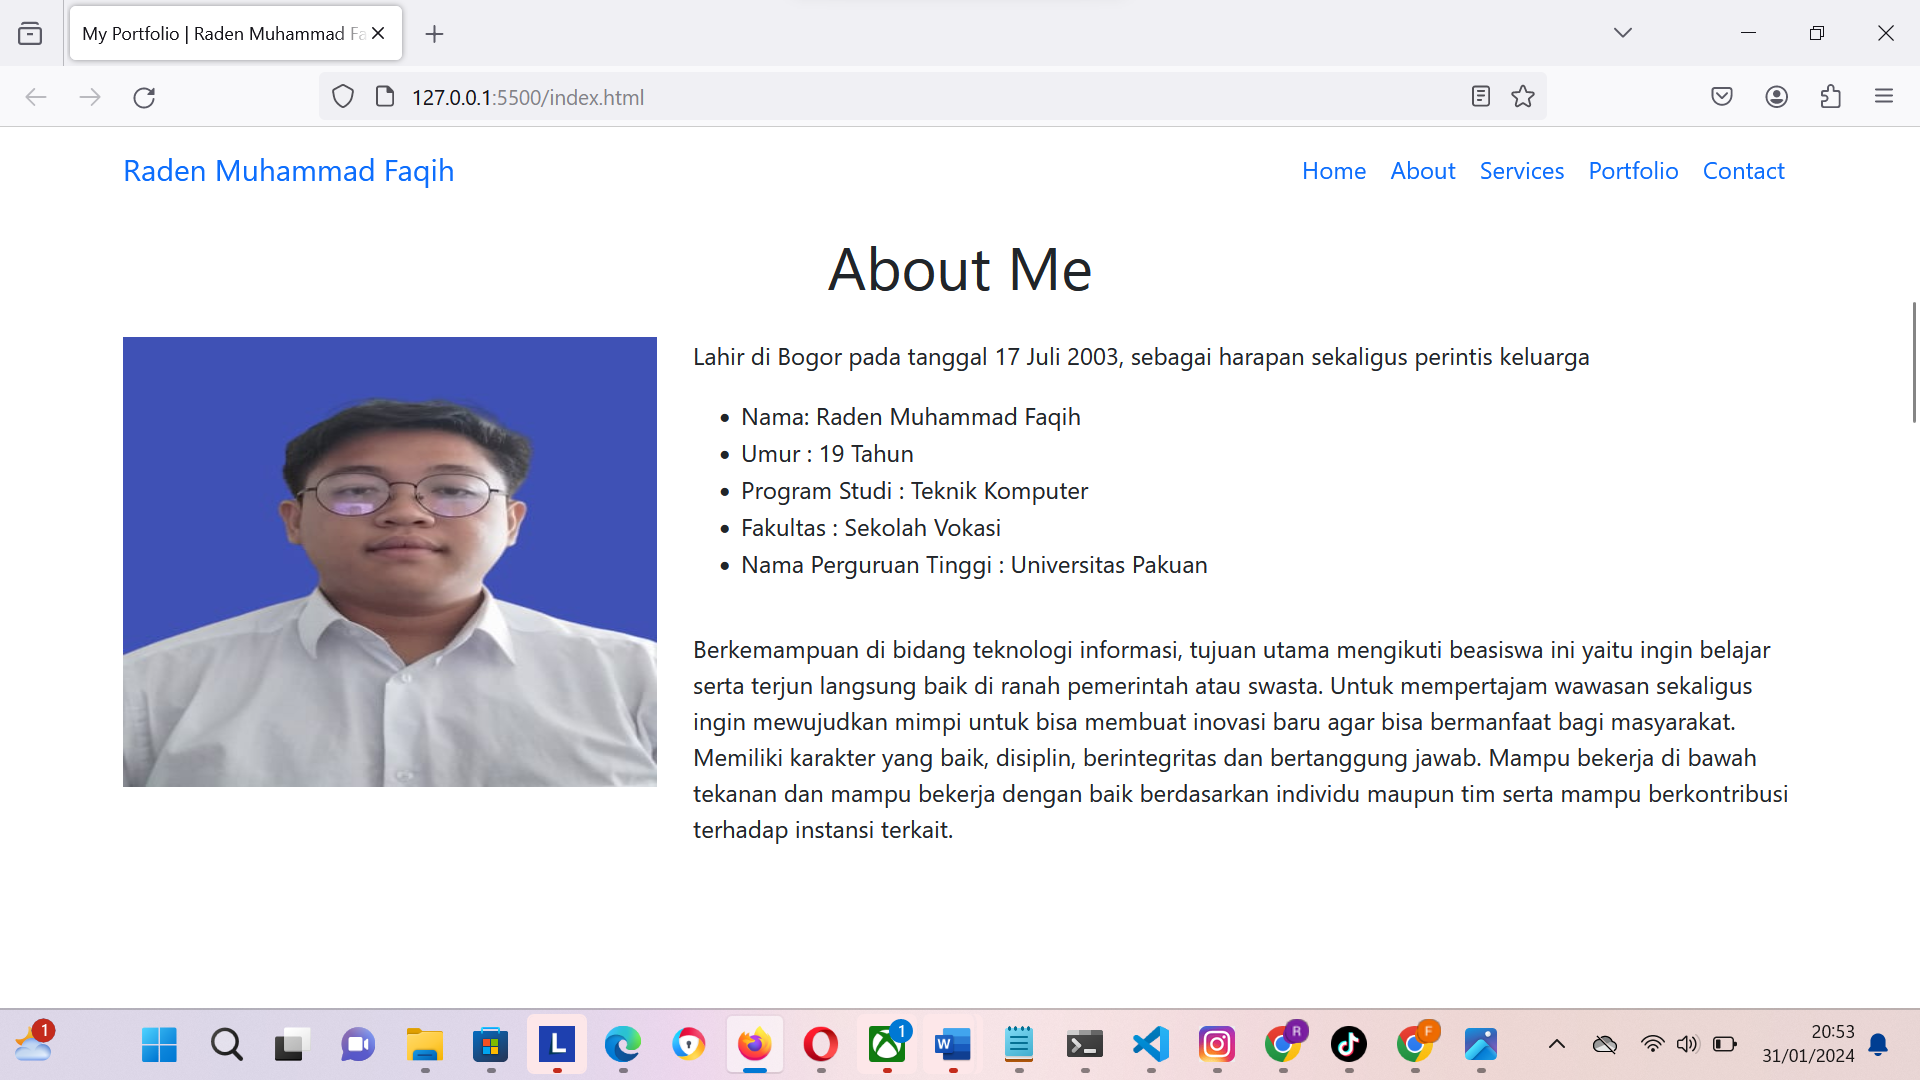 My Portfolio | Raden Muhammad Fa
127.0.0.1:5500/index.html
Raden Muhammad Faqih
Home About Services Portfolio Contact
About Me
Lahir di Bogor pada tanggal 17 Juli 2003, sebagai harapan sekaligus perintis keluarga
• Nama: Raden Muhammad Faqih
• Umur : 19 Tahun
• Program Studi : Teknik Komputer
• Fakultas : Sekolah Vokasi
• Nama Perguruan Tinggi : Universitas Pakuan
Berkemampuan di bidang teknologi informasi, tujuan utama mengikuti beasiswa ini yaitu ingin belajar
serta terjun langsung baik di ranah pemerintah atau swasta. Untuk mempertajam wawasan sekaligus
ingin mewujudkan mimpi untuk bisa membuat inovasi baru agar bisa bermanfaat bagi masyarakat.
Memiliki karakter yang baik, disiplin, berintegritas dan bertanggung jawab. Mampu bekerja di bawah
tekanan dan mampu bekerja dengan baik berdasarkan individu maupun tim serta mampu berkontribusi
terhadap instansi terkait.
1
L
1
W
R
F
20:53
31/01/2024